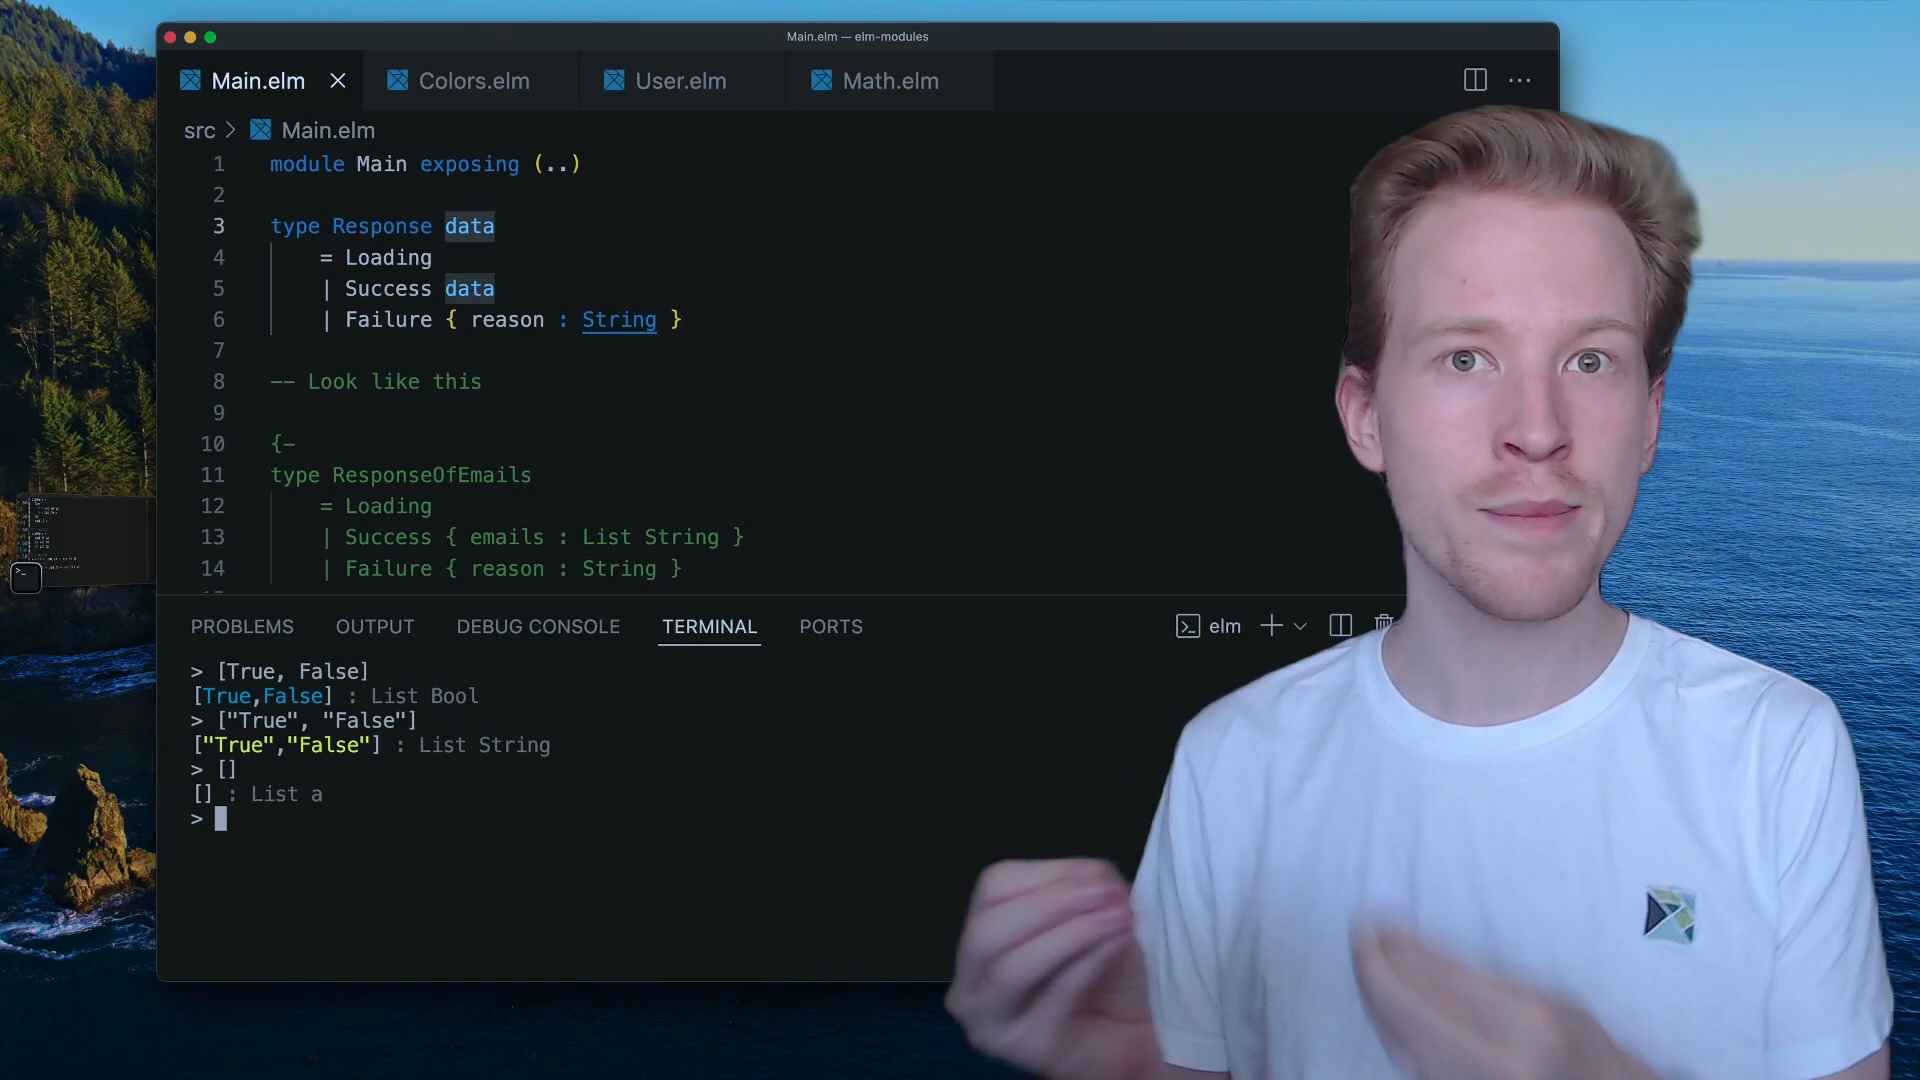 Main.elm — elm-modules
Main.elm Colors.elm User.elm Math.elm
src > Main.elm
1 module Main exposing (..)
2
3 type Response data
4 = Loading
5 | Success data
6 | Failure { reason : String }
7
8 -- Look like this
9
10 {-
11 type ResponseOfEmails
12 = Loading
13 | Success { emails : List String }
14 | Failure { reason : String }
PROBLEMS OUTPUT DEBUG CONSOLE TERMINAL PORTS elm
> [True, False]
[True,False] : List Bool
> ["True", "False"]
["True","False"] : List String
> []
[] : List a
>